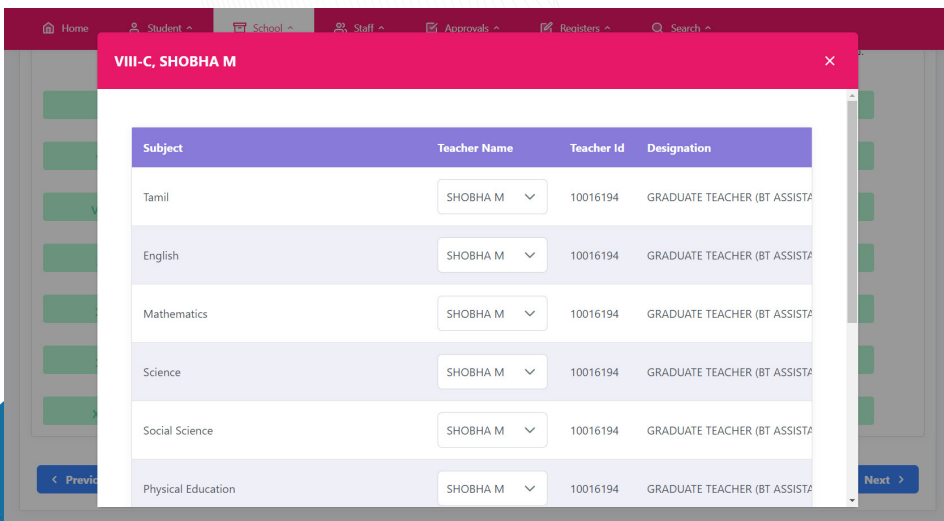 Home Student School Staff Approvals Registers Search
VIII-C, SHOBHA M ×
Subject Teacher Name Teacher Id Designation
Tamil SHOBHA M 10016194 GRADUATE TEACHER (BT ASSISTA
English SHOBHA M 10016194 GRADUATE TEACHER (BT ASSISTA
Mathematics SHOBHA M 10016194 GRADUATE TEACHER (BT ASSISTA
Science SHOBHA M 10016194 GRADUATE TEACHER (BT ASSISTA
Social Science SHOBHA M 10016194 GRADUATE TEACHER (BT ASSISTA
Physical Education SHOBHA M 10016194 GRADUATE TEACHER (BT ASSISTA
Previo Next